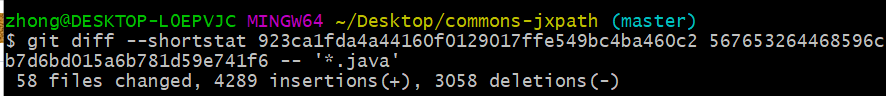 zhong@DESKTOP-LOEPVJC MINGW64 ~/Desktop/commons-jxpath (master)
$ git diff --shortstat 923ca1fda4a44160f0129017ffe549bc4ba460c2 567653264468596c
b7d6bd015a6b781d59e741f6 -- '*.java'
 58 files changed, 4289 insertions(+), 3058 deletions(-)